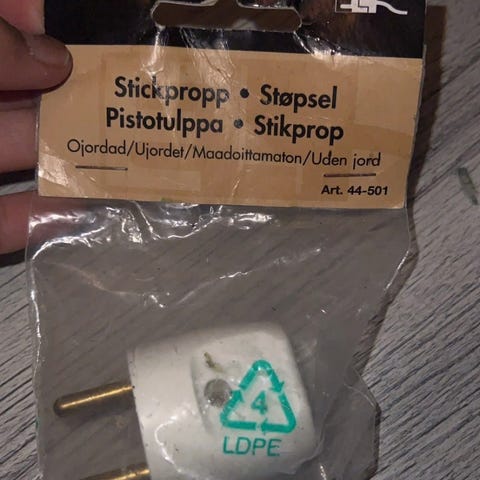 Stickpropp • Støpsel
Pistotulppa • Stikprop
Ojordad/Ujordet/Maadoittamaton/Uden jord
Art. 44-501
4
LDPE